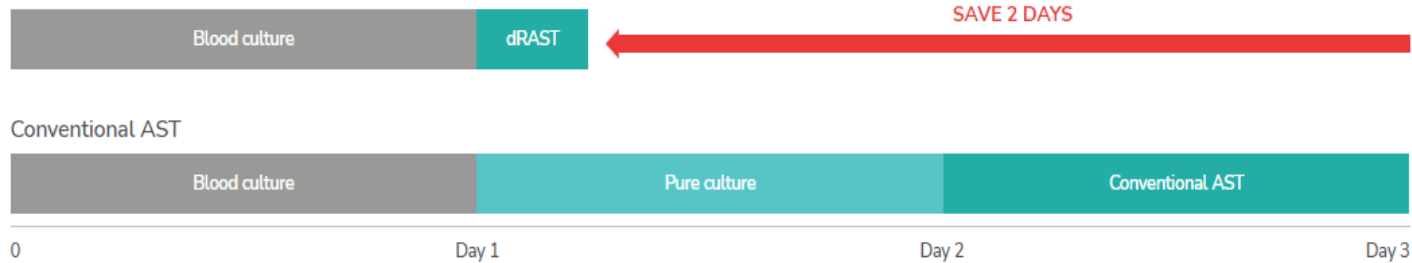 SAVE 2 DAYS
Blood culture dRAST
Conventional AST
Blood culture Pure culture Conventional AST
0 Day 1 Day 2 Day 3